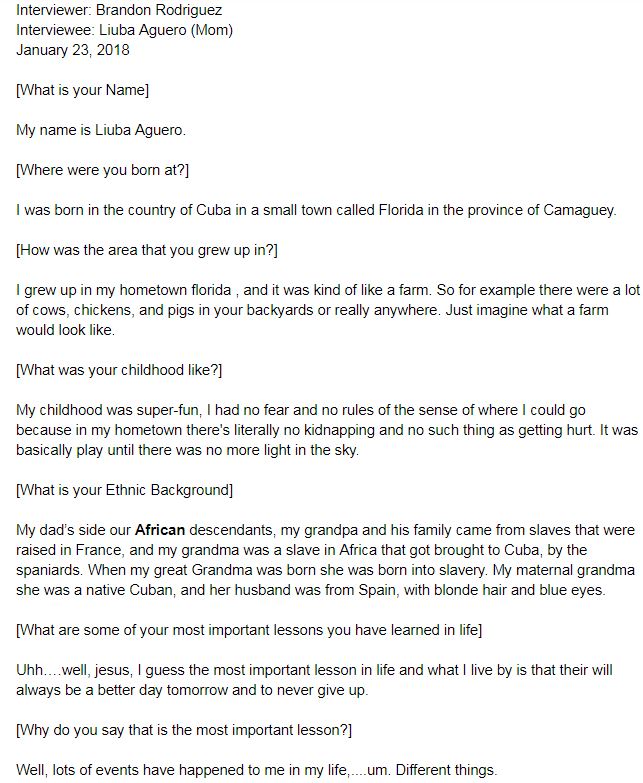 Interviewer: Brandon Rodriguez
Interviewee: Liuba Aguero (Mom)
January 23, 2018
[What is your Name]
My name is Liuba Aguero.
[Where were you born at?]
I was born in the country of Cuba in a small town called Florida in the province of Camaguey.
[How was the area that you grew up in?]
I grew up in my hometown florida , and it was kind of like a farm. So for example there were a lot
of cows, chickens, and pigs in your backyards or really anywhere. Just imagine what a farm
would look like.
[What was your childhood like?]
My childhood was super-fun, I had no fear and no rules of the sense of where I could go
because in my hometown there's literally no kidnapping and no such thing as getting hurt. It was
basically play until there was no more light in the sky.
[What is your Ethnic Background]
My dad's side our African descendants, my grandpa and his family came from slaves that were
raised in France, and my grandma was a slave in Africa that got brought to Cuba, by the
spaniards. When my great Grandma was born she was born into slavery. My maternal grandma
she was a native Cuban, and her husband was from Spain, with blonde hair and blue eyes.
[What are some of your most important lessons you have learned in life]
Uhh….well, jesus, I guess the most important lesson in life and what I live by is that their will
always be a better day tomorrow and to never give up.
[Why do you say that is the most important lesson?]
Well, lots of events have happened to me in my life,....um. Different things.